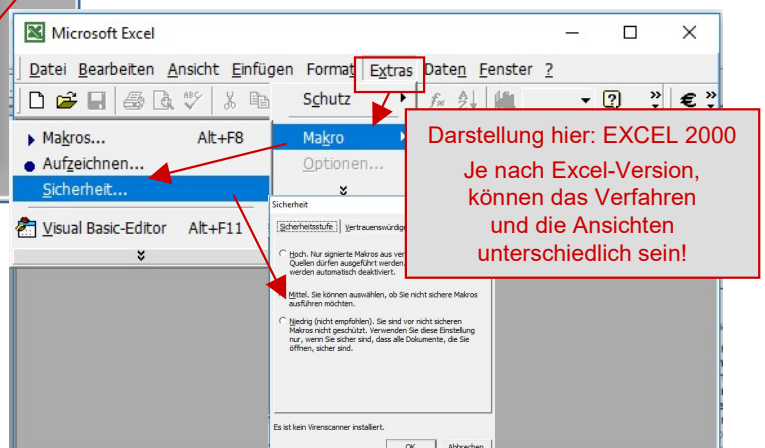 Microsoft Excel
Datei Bearbeiten Ansicht Einfügen Format Extras Daten Fenster ?
Schutz
Makros... Alt+F8
Aufzeichnen...
Sicherheit...
Visual Basic-Editor Alt+F11
Makro
Optionen...
Darstellung hier: EXCEL 2000
Je nach Excel-Version,
können das Verfahren
und die Ansichten
unterschiedlich sein!
Sicherheit
Sicherheitsstufe Vertrauenswürdige
Hoch. Nur signierte Makros aus
Quellen dürfen ausgeführt werden.
werden automatisch deaktiviert.
Mittel. Sie können auswählen, ob Sie nicht sichere Makros
ausführen möchten.
Niedrig (nicht empfohlen). Sie sind vor nicht sicheren
Makros nicht geschützt. Verwenden Sie diese Einstellung
nur, wenn Sie sicher sind, dass alle Dokumente, die Sie
öffnen, sicher sind.
Es ist kein Virenscanner installiert.
OK Abbrechen